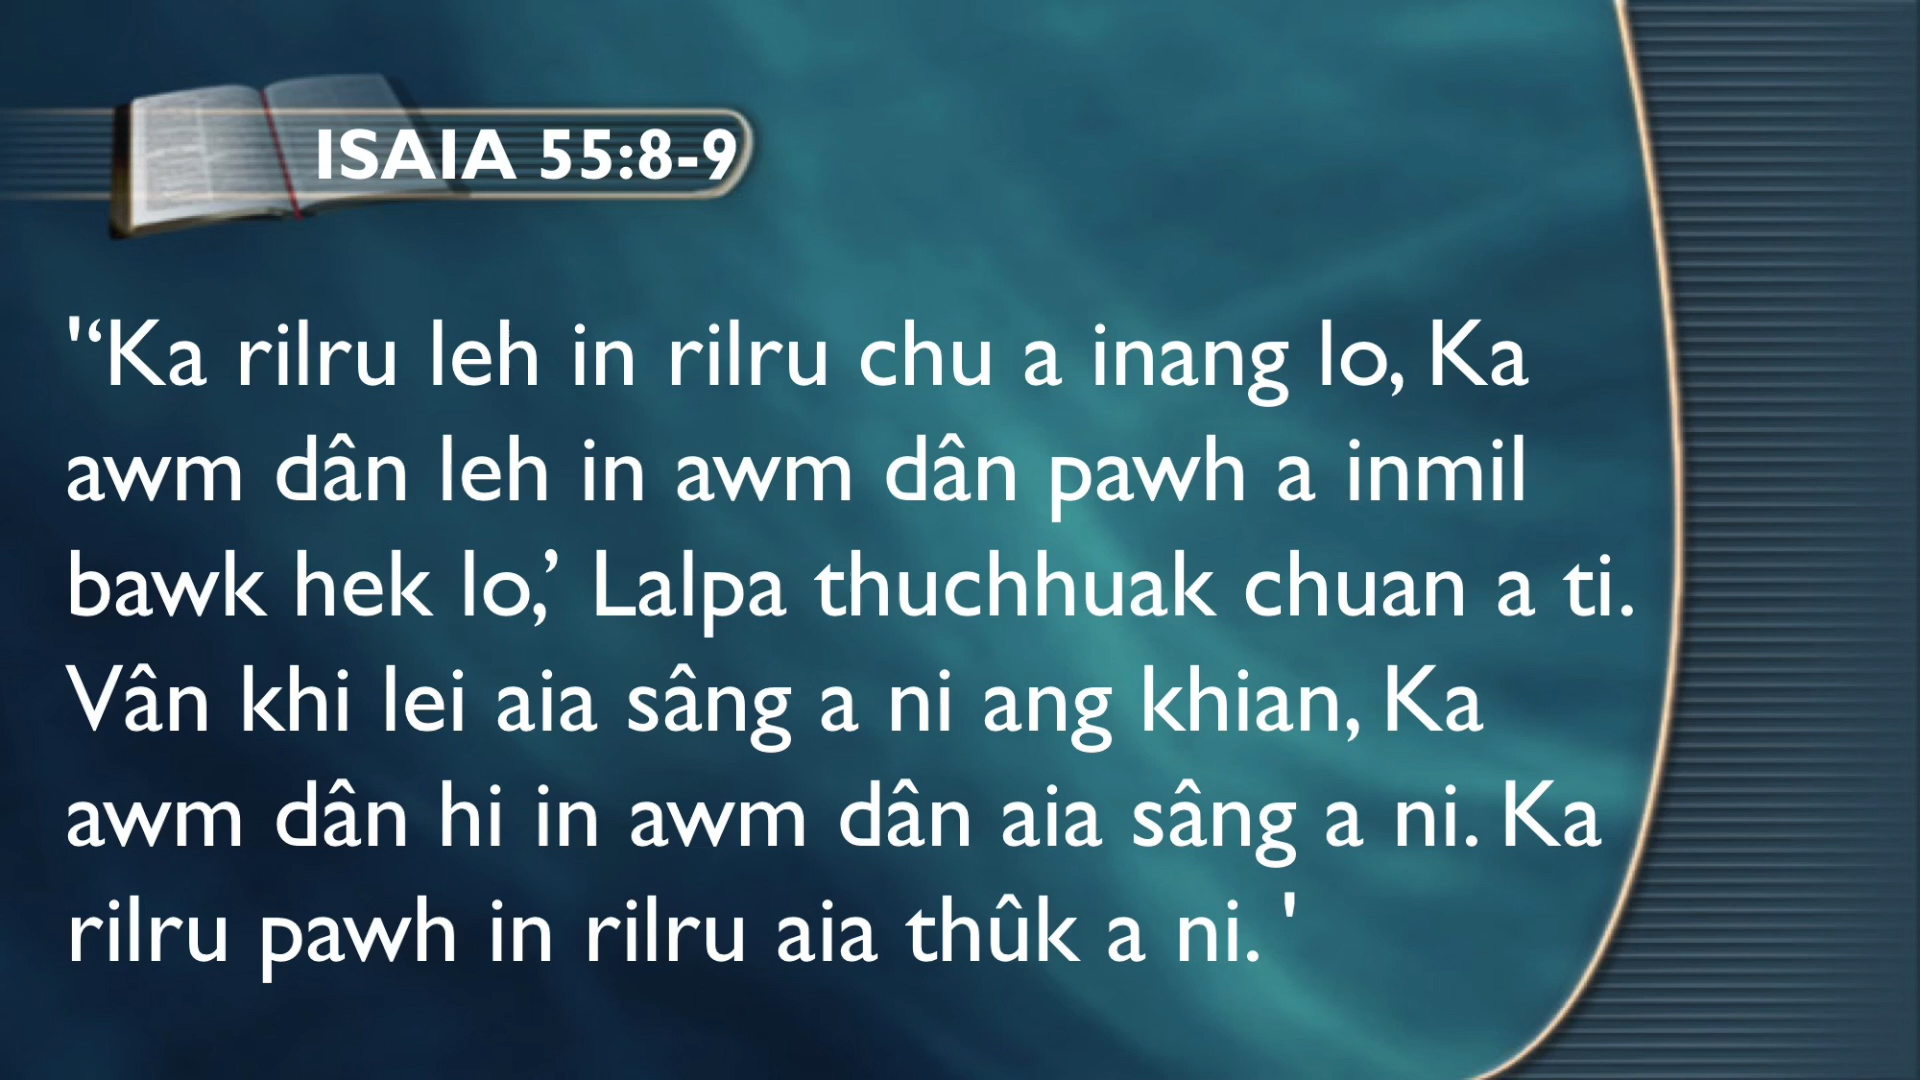 ISAIA 55:8-9
'“Ka rilru leh in rilru chu a inang lo, Ka
awm dân leh in awm dân pawh a inmil
bawk hek lo,’ Lalpa thuchhuak chuan a ti.
Vân khi lei aia sâng a ni ang khian, Ka
awm dân hi in awm dân aia sâng a ni. Ka
rilru pawh in rilru aia thûk a ni. '